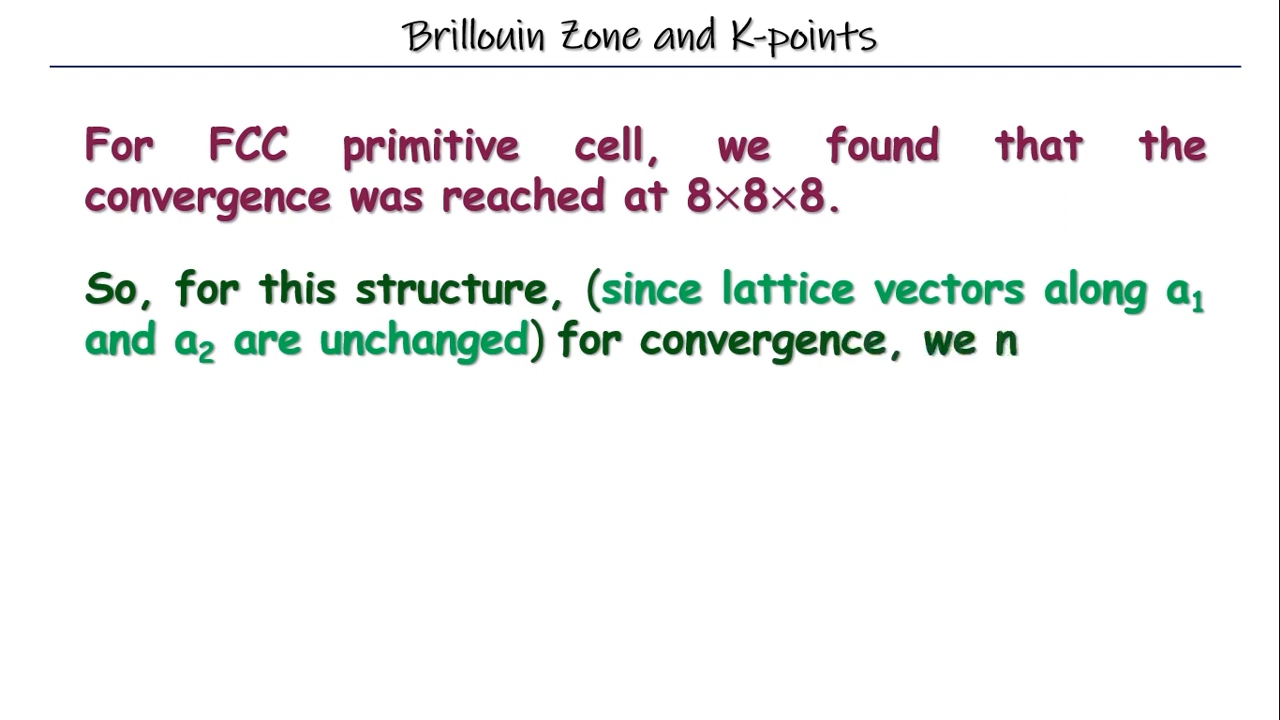 Brillouin Zone and K-points
For FCC primitive cell, we found that the
convergence was reached at 8×8×8.
So, for this structure, (since lattice vectors along a₁
and a₂ are unchanged) for convergence, we n